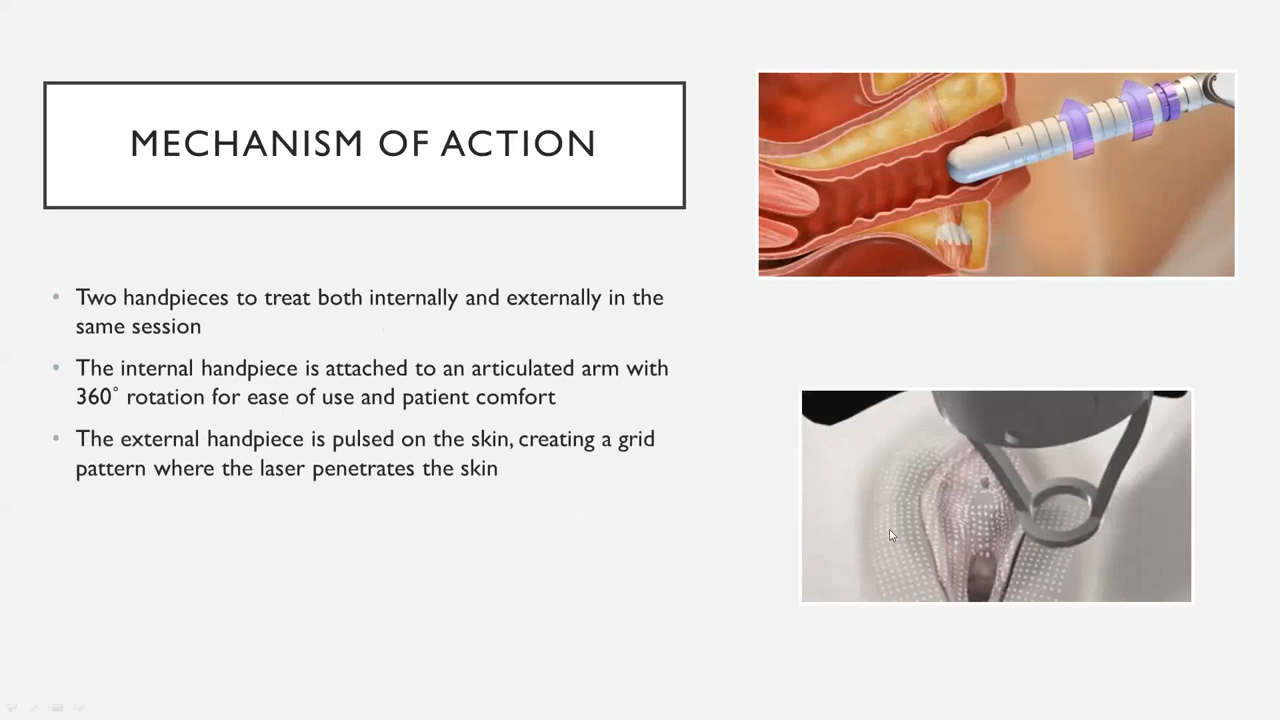 MECHANISM OF ACTION
• Two handpieces to treat both internally and externally in the
same session
• The internal handpiece is attached to an articulated arm with
360° rotation for ease of use and patient comfort
• The external handpiece is pulsed on the skin, creating a grid
pattern where the laser penetrates the skin